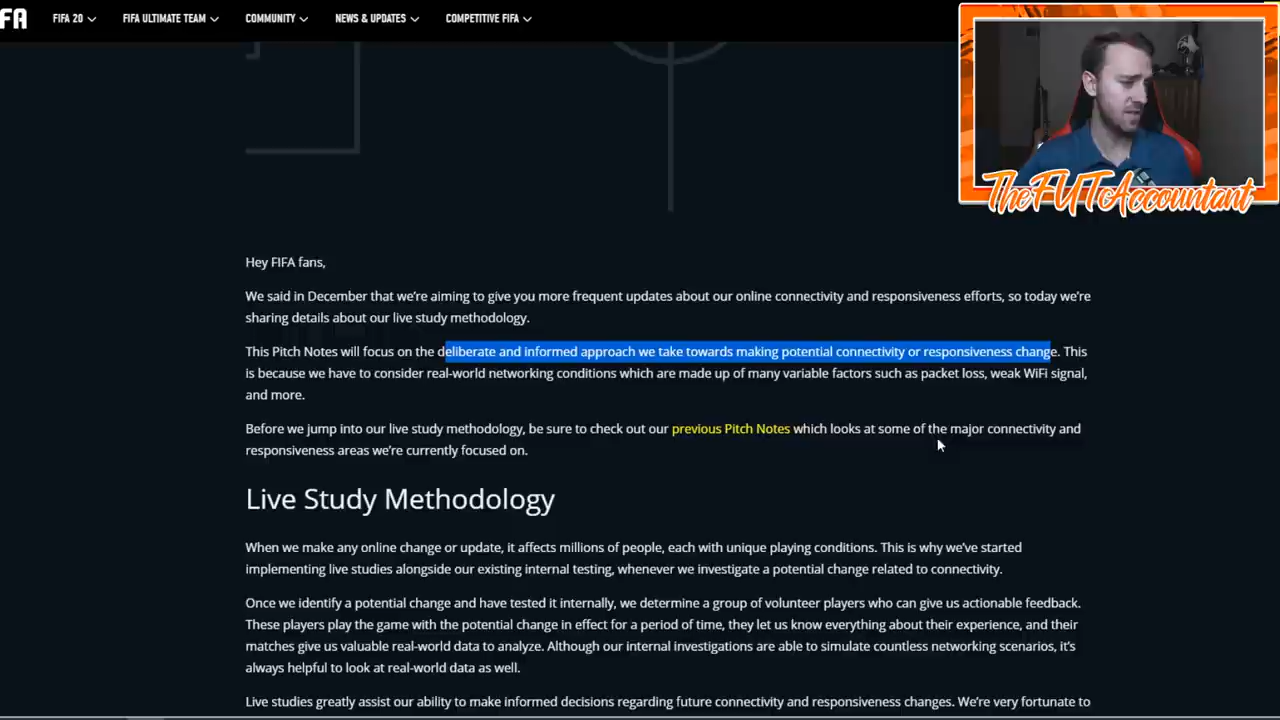 FA
FIFA 20
FIFA ULTIMATE TEAM
COMMUNITY
NEWS & UPDATES
COMPETITIVE FIFA
TheFUTAccountant
Hey FIFA fans,
We said in December that we're aiming to give you more frequent updates about our online connectivity and responsiveness efforts, so today we're
sharing details about our live study methodology.
This Pitch Notes will focus on the deliberate and informed approach we take towards making potential connectivity or responsiveness change. This
is because we have to consider real-world networking conditions which are made up of many variable factors such as packet loss, weak WiFi signal,
and more.
Before we jump into our live study methodology, be sure to check out our previous Pitch Notes which looks at some of the major connectivity and
responsiveness areas we're currently focused on.
Live Study Methodology
When we make any online change or update, it affects millions of people, each with unique playing conditions. This is why we've started
implementing live studies alongside our existing internal testing, whenever we investigate a potential change related to connectivity.
Once we identify a potential change and have tested it internally, we determine a group of volunteer players who can give us actionable feedback.
These players play the game with the potential change in effect for a period of time, they let us know everything about their experience, and their
matches give us valuable real-world data to analyze. Although our internal investigations are able to simulate countless networking scenarios, it's
always helpful to look at real-world data as well.
Live studies greatly assist our ability to make informed decisions regarding future connectivity and responsiveness changes. We're very fortunate to